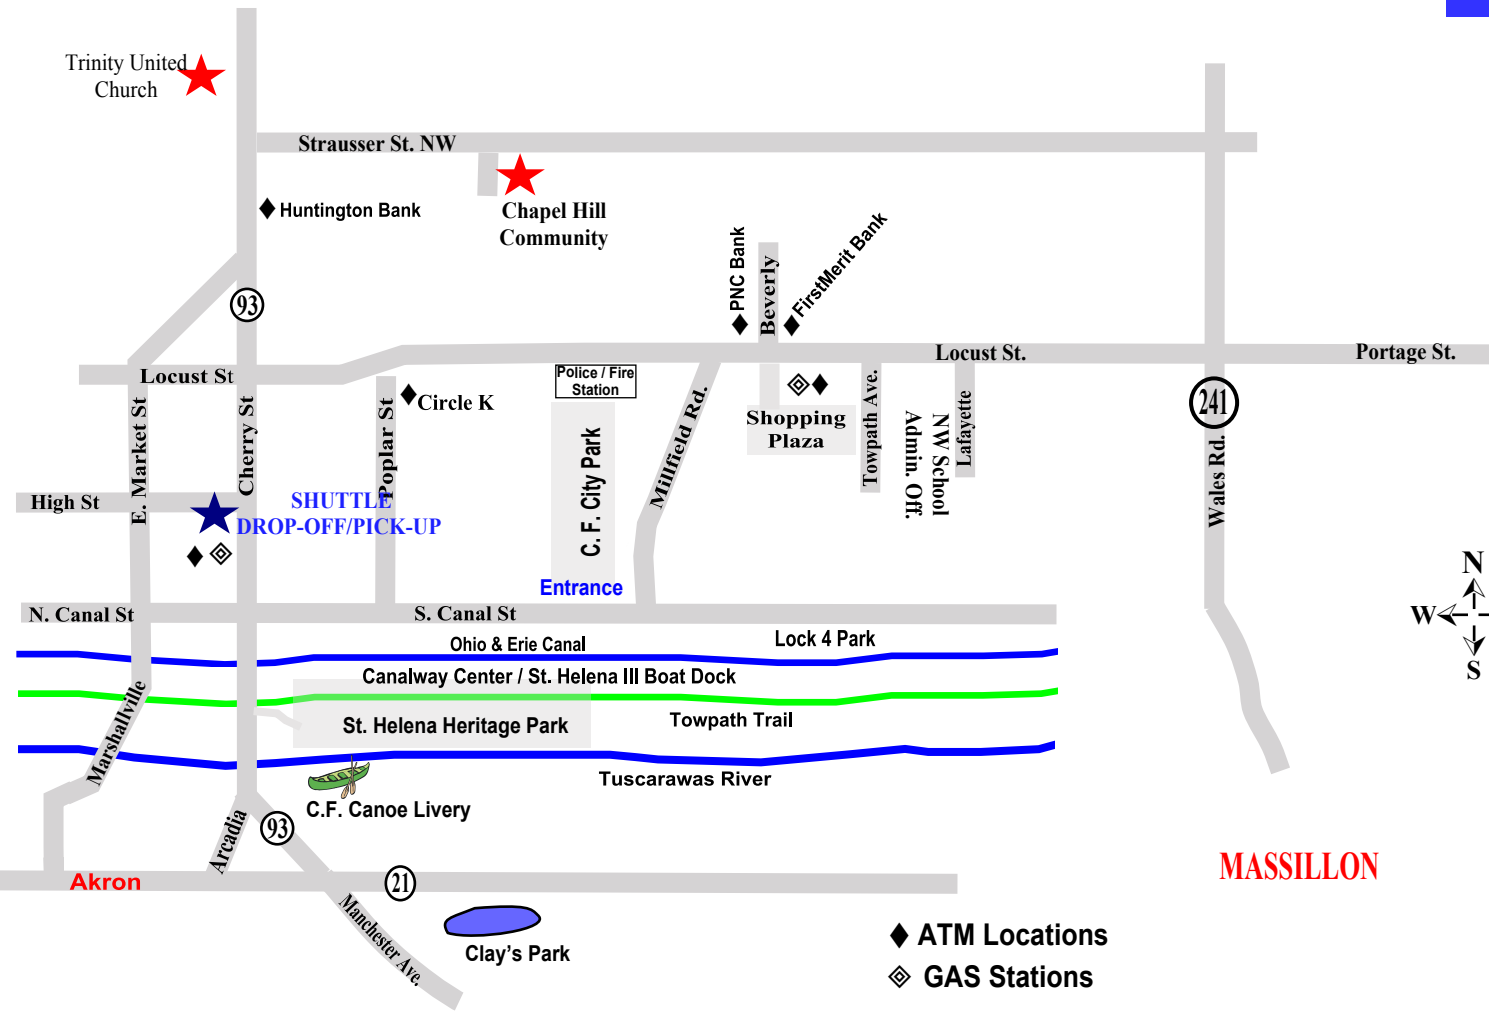 Trinity United
Church
Strausser St. NW
Huntington Bank
Chapel Hill
Community
PNC Bank
Beverly
FirstMerit Bank
93
Locust St.
Portage St.
Locust St
Police / Fire
Station
Circle K
E. Market St
Cherry St
Poplar St
C. F. City Park
Millfield Rd.
Shopping
Plaza
Towpath Ave.
NW School
Admin. Off.
Lafayette
241
Wales Rd.
High St
SHUTTLE
DROP-OFF/PICK-UP
Entrance
N
W
S
N. Canal St
S. Canal St
Ohio & Erie Canal
Lock 4 Park
Canalway Center / St. Helena III Boat Dock
Marshallville
St. Helena Heritage Park
Towpath Trail
Tuscarawas River
C.F. Canoe Livery
Arcadia
93
Akron
21
MASSILLON
Manchester Ave.
Clay's Park
ATM Locations
GAS Stations